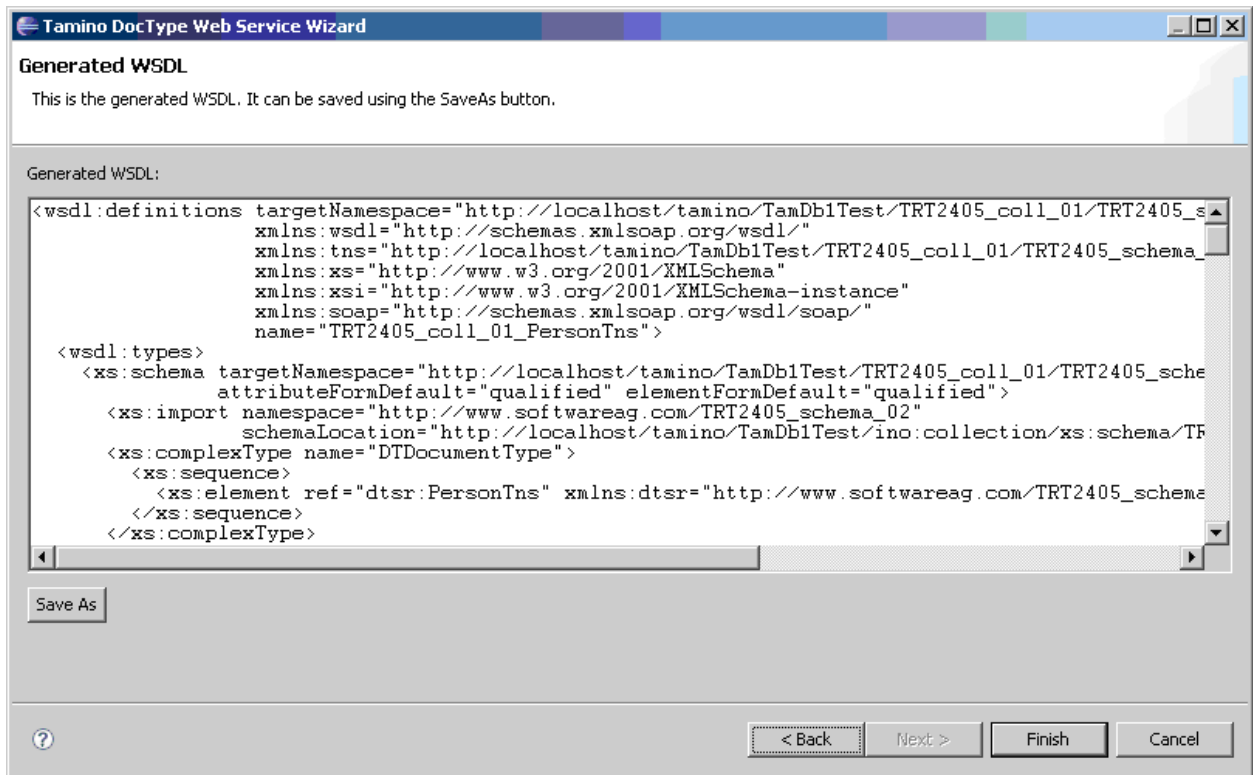 Tamino DocType Web Service Wizard
Generated WSDL
This is the generated WSDL. It can be saved using the SaveAs button.
Generated WSDL:
<wsdl:definitions targetNamespace="http://localhost/tamino/TamDb1Test/TRT2405_coll_01/TRT2405_s
xmlns:wsdl="http://schemas.xmlsoap.org/wsdl/"
xmlns:tns="http://localhost/tamino/TamDb1Test/TRT2405_coll_01/TRT2405_schema_
xmlns:xs="http://www.w3.org/2001/XMLSchema"
xmlns:xsi="http://www.w3.org/2001/XMLSchema-instance"
xmlns:soap="http://schemas.xmlsoap.org/wsdl/soap/"
name="TRT2405_coll_01_PersonTns">
<wsdl:types>
<xs:schema targetNamespace="http://localhost/tamino/TamDb1Test/TRT2405_coll_01/TRT2405_sche
attributeFormDefault="qualified" elementFormDefault="qualified">
<xs:import namespace="http://www.softwareag.com/TRT2405_schema_02"
schemaLocation="http://localhost/tamino/TamDb1Test/ino:collection/xs:schema/TR
<xs:complexType name="DTDocumentType">
<xs:sequence>
<xs:element ref="dtsr:PersonTns" xmlns:dtsr="http://www.softwareag.com/TRT2405_schema
</xs:sequence>
</xs:complexType>
Save As
?
< Back
Next >
Finish
Cancel